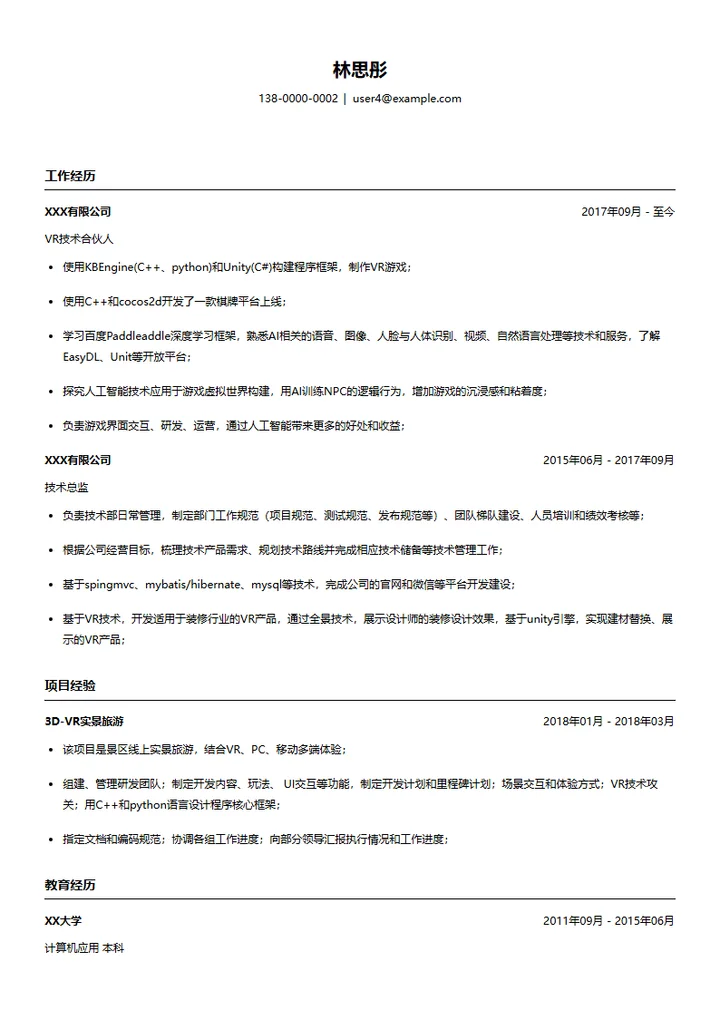 林思彤
138-0000-0002 | user4@example.com
工作经历
XXX有限公司 2017年09月 - 至今
VR技术合伙人
• 使用KBEngine(C++、python)和Unity(C#)构建程序框架，制作VR游戏；
• 使用C++和cocos2d开发了一款棋牌平台上线；
• 学习百度Paddleaddle深度学习框架，熟悉AI相关的语音、图像、人脸与人体识别、视频、自然语言处理等技术和服务，了解
EasyDL、Unit等开放平台；
• 探究人工智能技术应用于游戏虚拟世界构建，用AI训练NPC的逻辑行为，增加游戏的沉浸感和粘着度；
• 负责游戏界面交互、研发、运营，通过人工智能带来更多的好处和收益；
XXX有限公司 2015年06月 - 2017年09月
技术总监
• 负责技术部日常管理，制定部门工作规范（项目规范、测试规范、发布规范等）、团队梯队建设、人员培训和绩效考核等；
• 根据公司经营目标，梳理技术产品需求、规划技术路线并完成相应技术储备等技术管理工作；
• 基于spingmvc、mybatis/hibernate、mysql等技术，完成公司的官网和微信等平台开发建设；
• 基于VR技术，开发适用于装修行业的VR产品，通过全景技术，展示设计师的装修设计效果，基于unity引擎，实现建材替换、展
示的VR产品；
项目经验
3D-VR实景旅游 2018年01月 - 2018年03月
• 该项目是景区线上实景旅游，结合VR、PC、移动多端体验；
• 组建、管理研发团队；制定开发内容、玩法、 UI交互等功能，制定开发计划和里程碑计划；场景交互和体验方式；VR技术攻
关；用C++和python语言设计程序核心框架；
• 指定文档和编码规范；协调各组工作进度；向部分领导汇报执行情况和工作进度；
教育经历
XX大学 2011年09月 - 2015年06月
计算机应用 本科